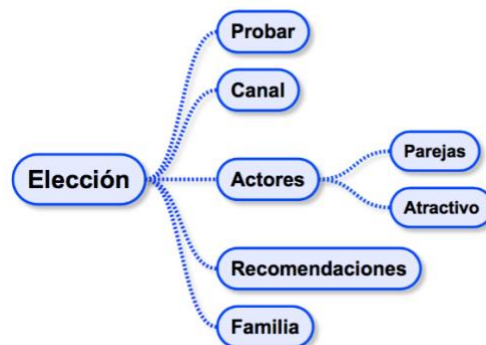 Probar
Canal
Elección
Actores
Parejas
Atractivo
Recomendaciones
Familia